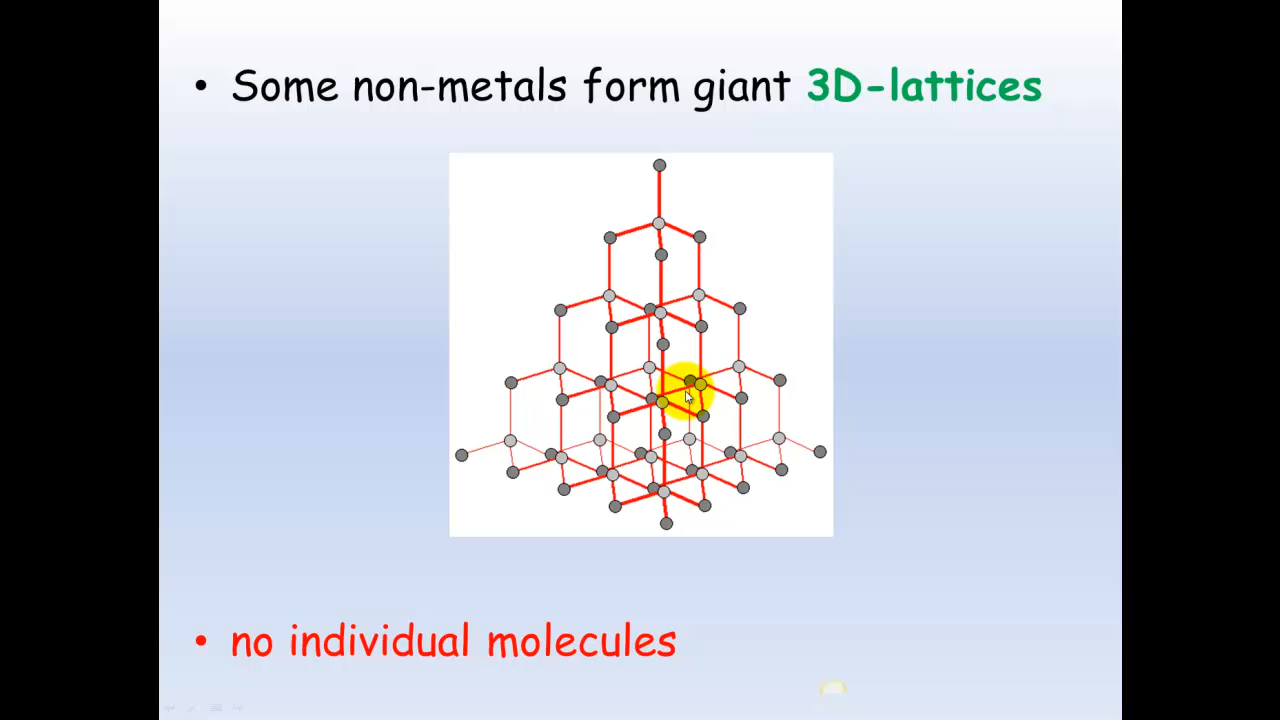 • Some non-metals form giant 3D-lattices
• no individual molecules